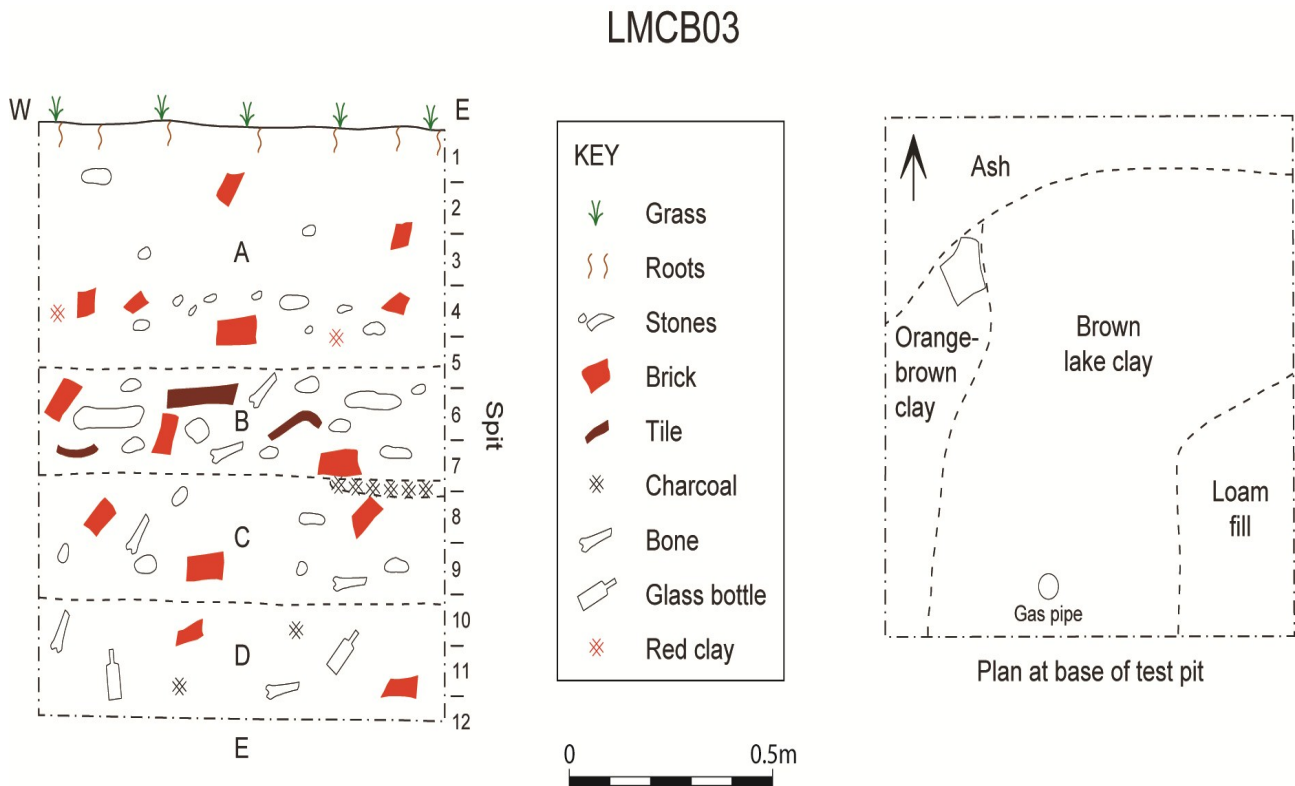 LMCB03
W
E
1
2
3
4
5
6
7
8
9
10
11
12
Spit
A
B
C
D
E
KEY
Grass
Roots
Stones
Brick
Tile
Charcoal
Bone
Glass bottle
Red clay
0
0.5m
Ash
Orange-
brown
clay
Brown
lake clay
Loam
fill
Gas pipe
Plan at base of test pit